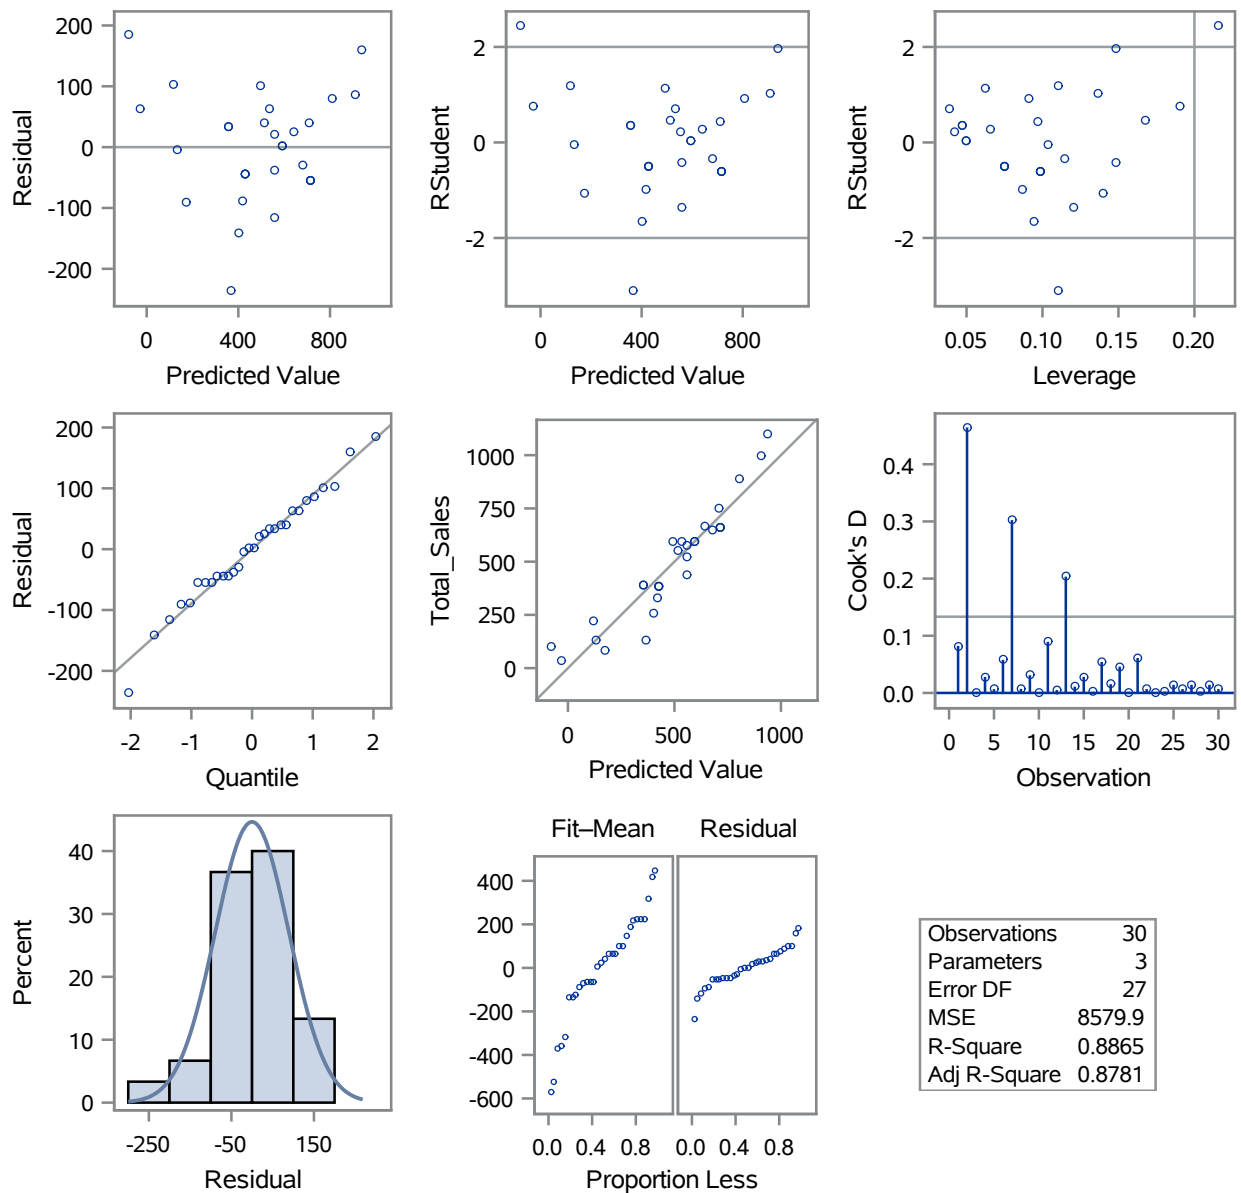 Residual
200
100
0
-100
-200
0 400 800
Predicted Value
RStudent
2
0
-2
0 400 800
Predicted Value
RStudent
2
0
-2
0.05 0.10 0.15 0.20
Leverage
Residual
200
100
0
-100
-200
-2 -1 0 1 2
Quantile
Total_Sales
1000
750
500
250
0
0 500 1000
Predicted Value
Cook's D
0.4
0.3
0.2
0.1
0.0
0 5 10 15 20 25 30
Observation
Percent
40
30
20
10
0
-250 -50 150
Residual
Fit–Mean Residual
400
200
0
-200
-400
-600
0.0 0.4 0.8 0.0 0.4 0.8
Proportion Less
Observations 30
Parameters 3
Error DF 27
MSE 8579.9
R-Square 0.8865
Adj R-Square 0.8781